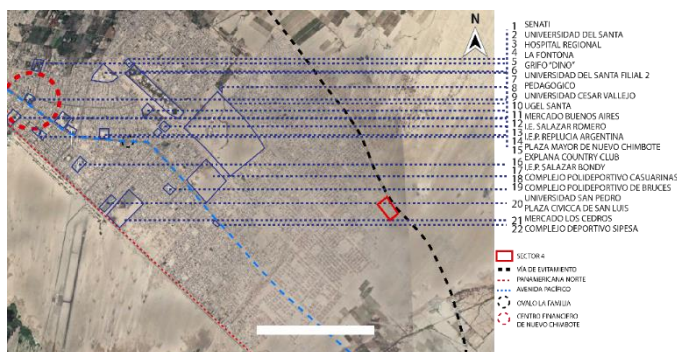 N
1 SENATI
2 UNIVEERSIDAD DEL SANTA
3 HOSPITAL REGIONAL
4 LA FONTONA
5 GRIFO "DINO"
6
7 UNIVERSIDAD DEL SANTA FILIAL 2
8 PEDAGOGICO
9 UNIVERSIDAD CESAR VALLEJO
10 UGEL SANTA
11 MERCADO BUENOS AIRES
12 I.E. SALAZAR ROMERO
13 I.E.P. REPLUCIA ARGENTINA
14 PLAZA MAYOR DE NUEVO CHIMBOTE
15 EXPLANA COUNTRY CLUB
16
17 I.E.P. SALAZAR BONDY
18 COMPLEJO POLIDEPORTIVO CASUARINAS
19 COMPLEJO POLIDEPORTIVO DE BRUCES
20 UNIVERSIDAD SAN PEDRO
PLAZA CIVICCA DE SAN LUIS
21 MERCADO LOS CEDROS
22 COMPLEJO DEPORTIVO SIPESA
SECTOR 4
VÍA DE EVITAMIENTO
PANAMERICANA NORTE
AVENIDA PACÍFICO
OVALO LA FAMILIA
CENTRO FINANCIERO
DE NUEVO CHIMBOTE